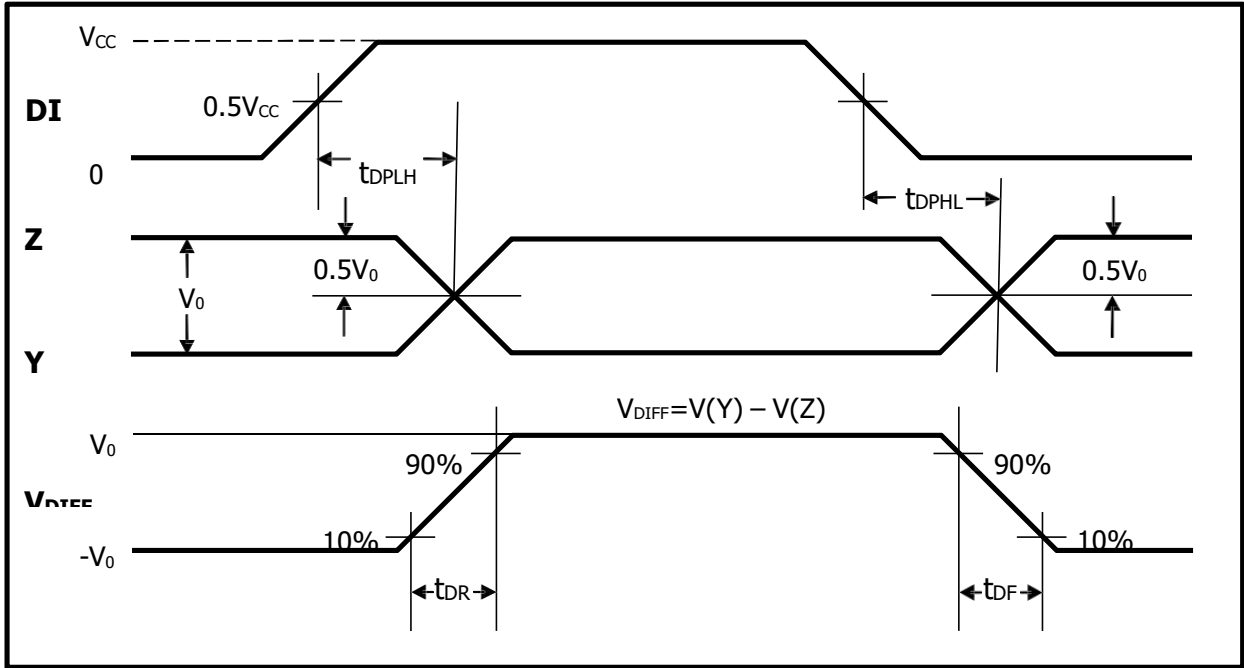 VCC
DI
0.5VCC
0
tDPLH
tDPHL
Z
0.5V0
0.5V0
V0
Y
VDIFF=V(Y) – V(Z)
V0
90%
90%
VDIFF
10%
10%
-V0
tDR
tDF